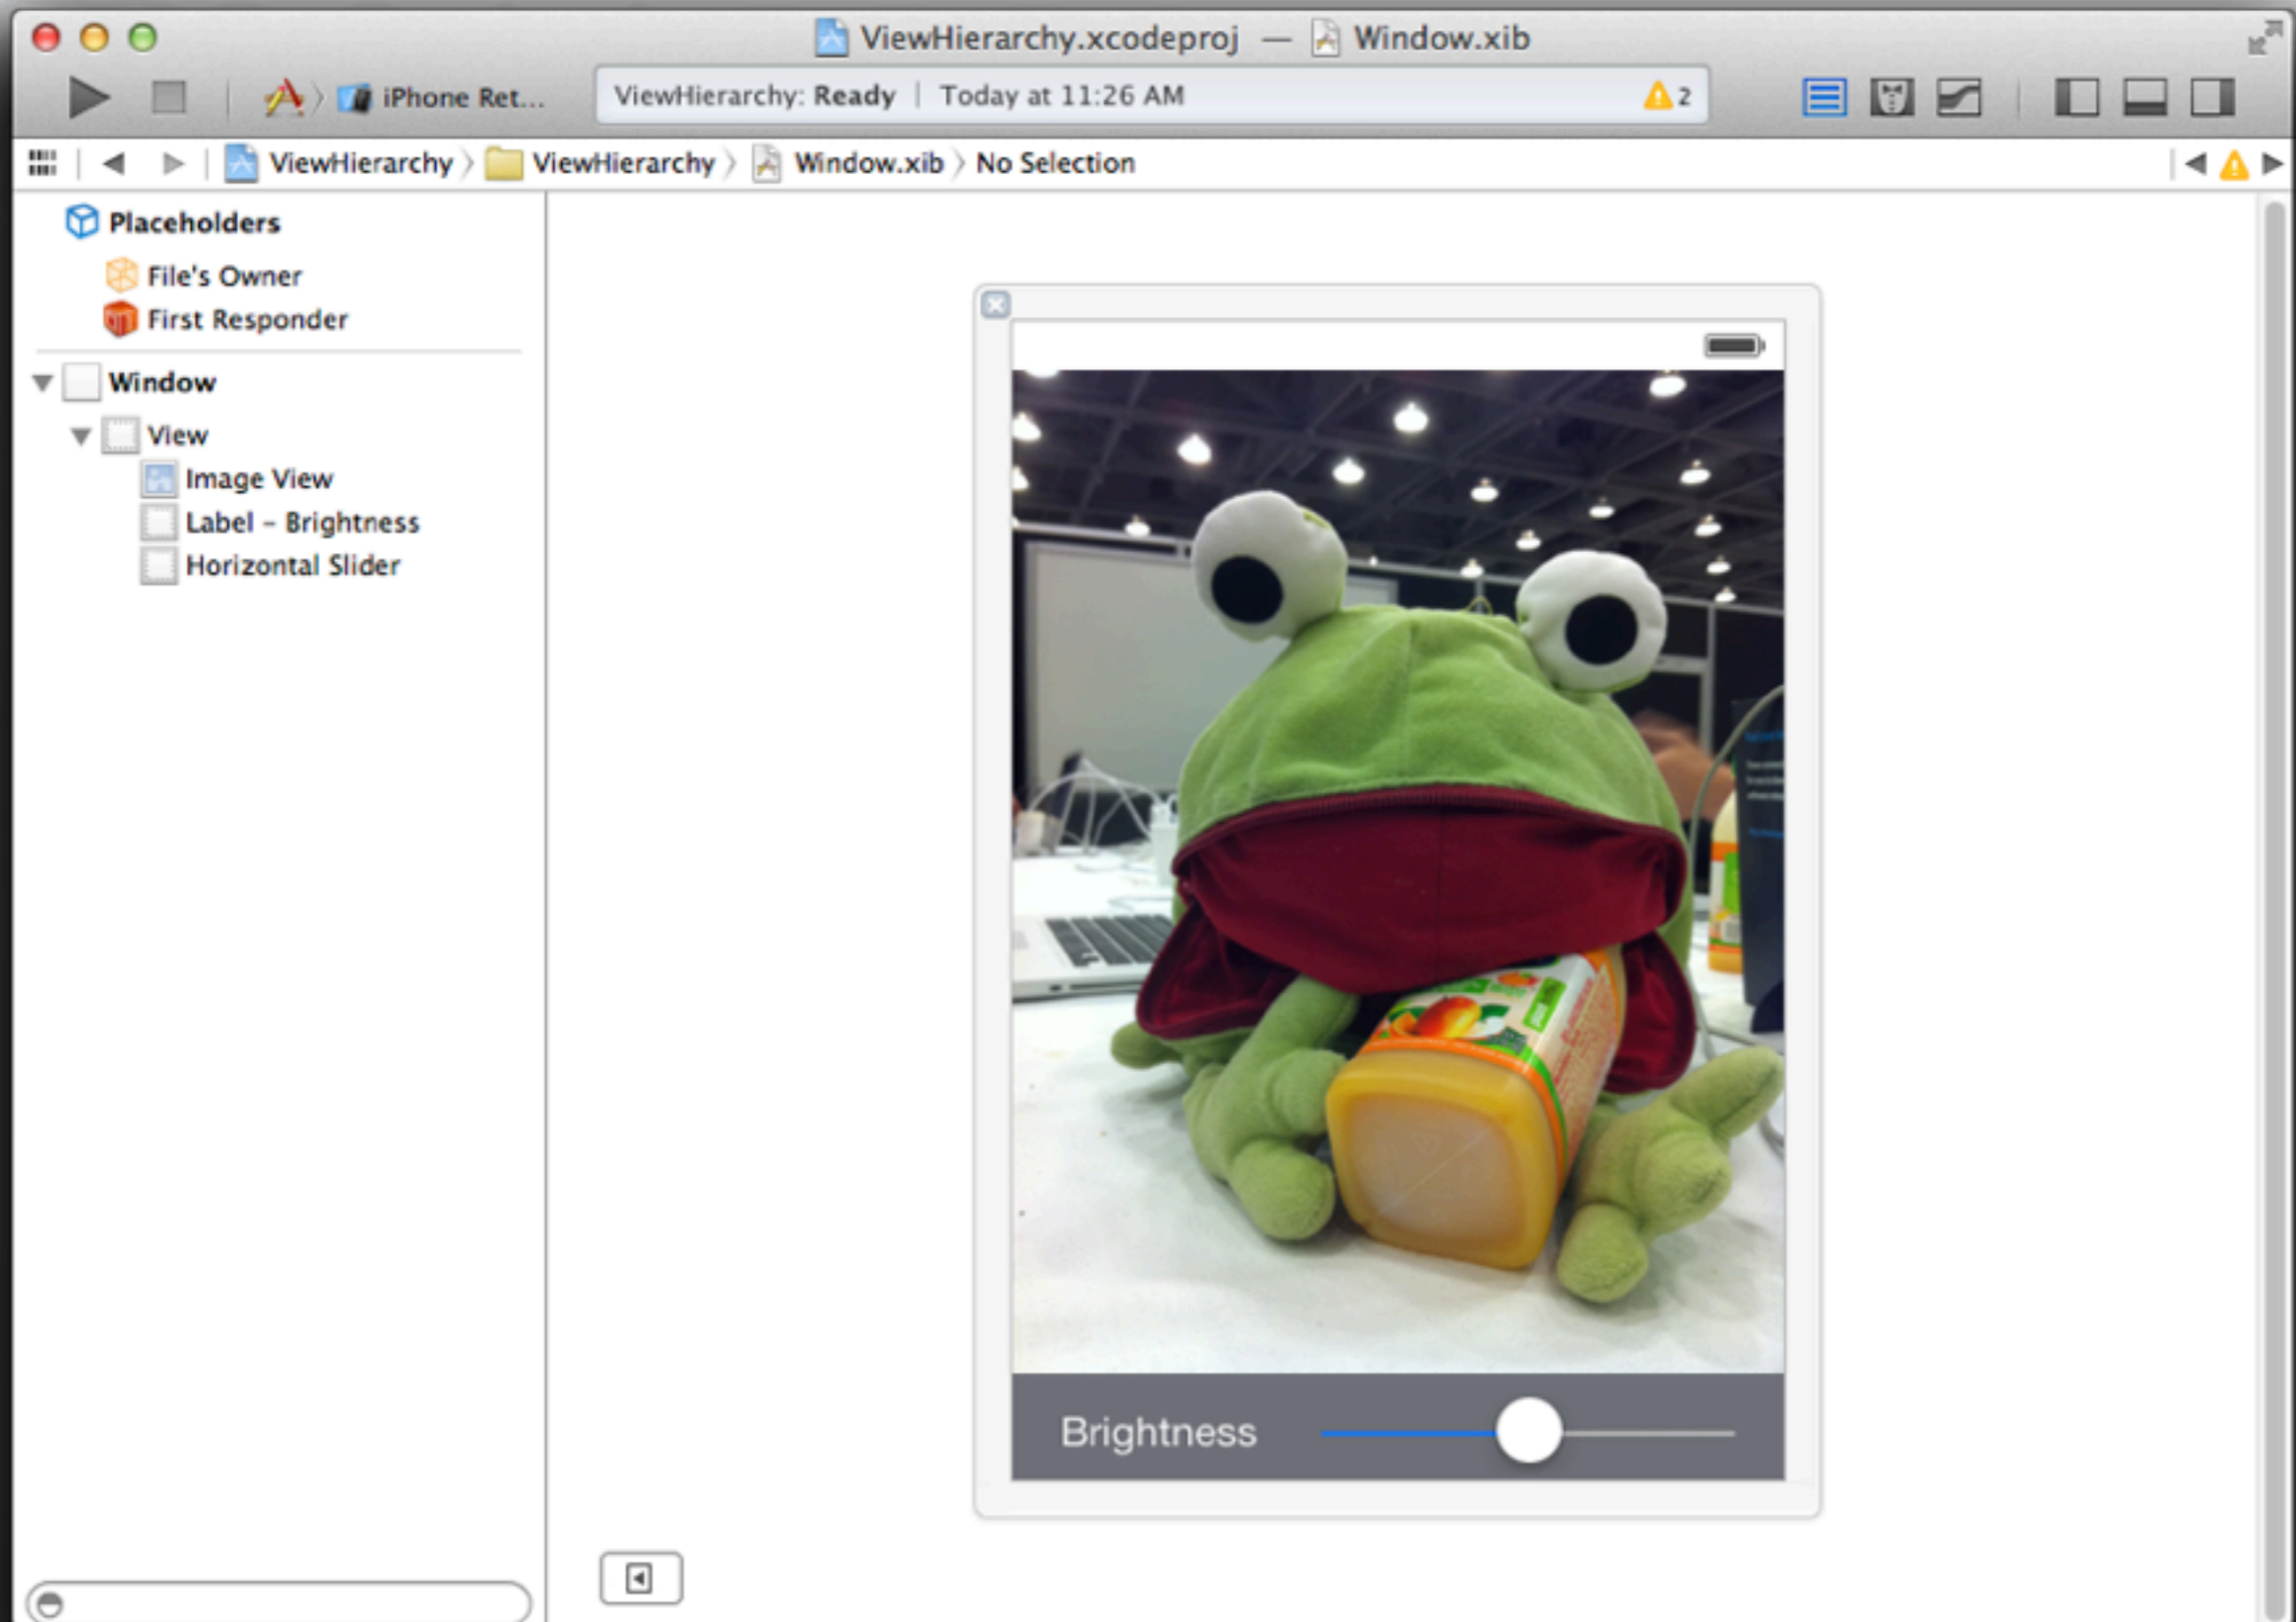 ViewHierarchy.xcodeproj — Window.xib
iPhone Ret...
ViewHierarchy: Ready | Today at 11:26 AM
2
ViewHierarchy
ViewHierarchy
Window.xib
No Selection
Placeholders
File's Owner
First Responder
Window
View
Image View
Label – Brightness
Horizontal Slider
Brightness